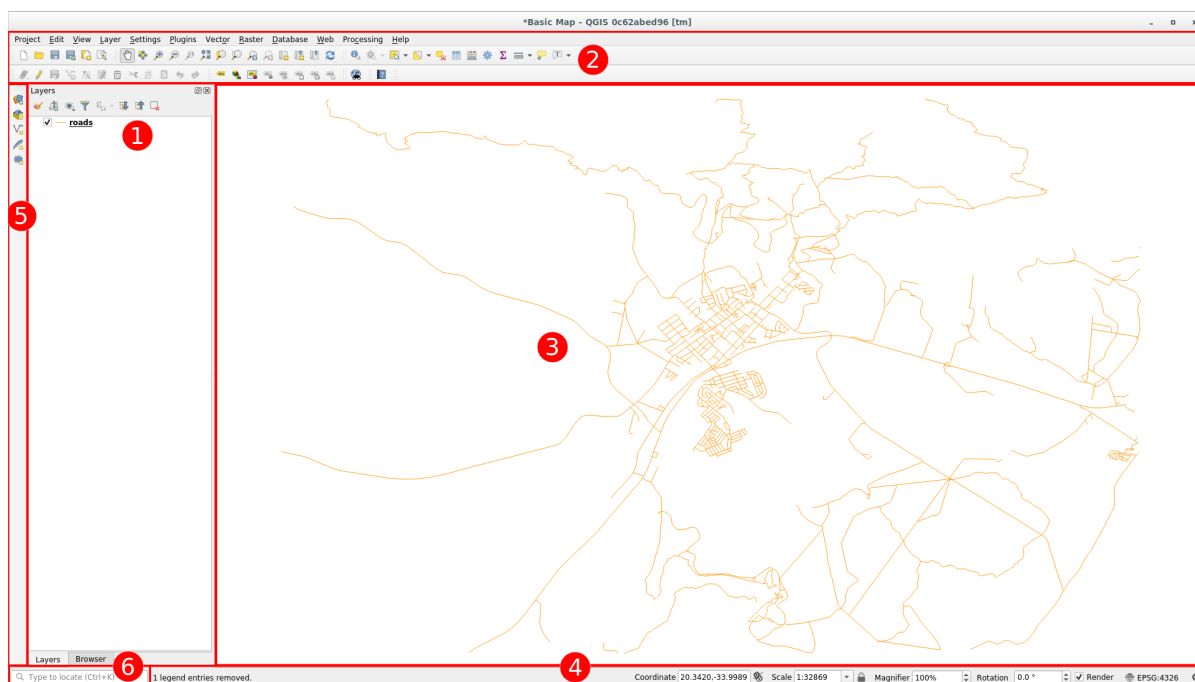 *Basic Map - QGIS 0c62abed96 [tm]
Project Edit View Layer Settings Plugins Vector Raster Database Web Processing Help
2
Layers
1
roads
5
3
Layers Browser
6
4
Type to locate (Ctrl+K)
1 legend entries removed.
Coordinate 20.3420,-33.9989 Scale 1:32869 Magnifier 100% Rotation 0.0 ° Render EPSG:4326